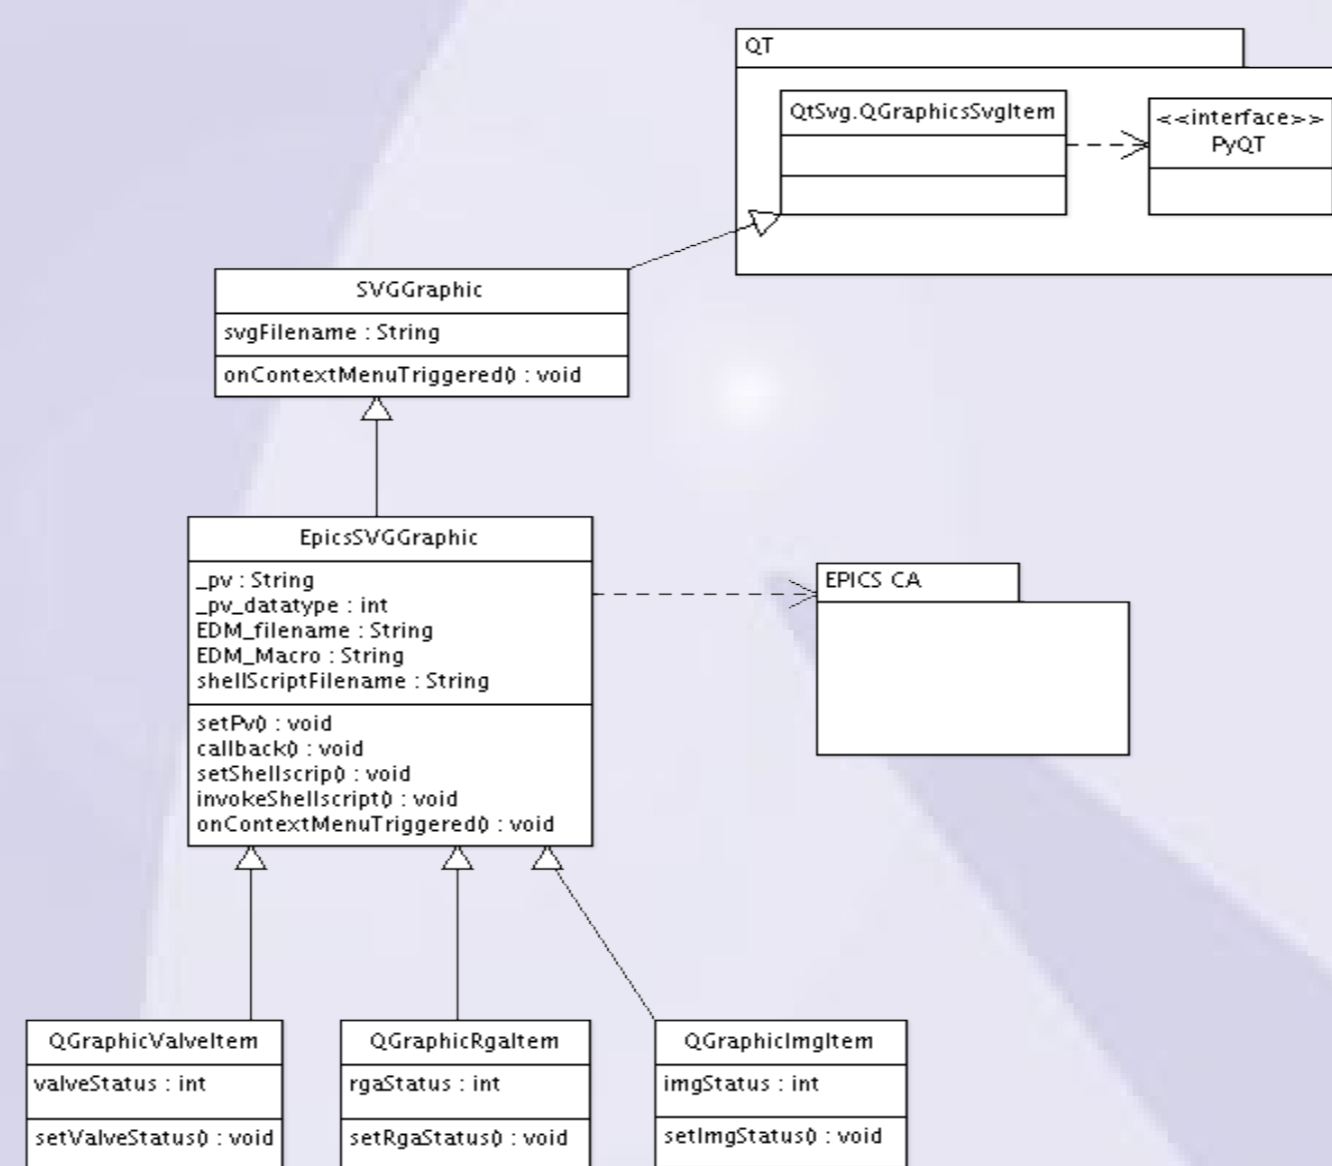 QT
QtSvg.QGraphicsSvgItem
<<interface>>
PyQT
SVGGraphic
svgFilename : String
onContextMenuTriggered() : void
EpicsSVGGraphic
_pv : String
_pv_datatype : int
EDM_filename : String
EDM_Macro : String
shellScriptFilename : String
setPv() : void
callback() : void
setShellscrip() : void
invokeShellscript() : void
onContextMenuTriggered() : void
EPICS CA
QGraphicValveItem
valveStatus : int
setValveStatus() : void
QGraphicRgaItem
rgaStatus : int
setRgaStatus() : void
QGraphicImgItem
imgStatus : int
setImgStatus() : void